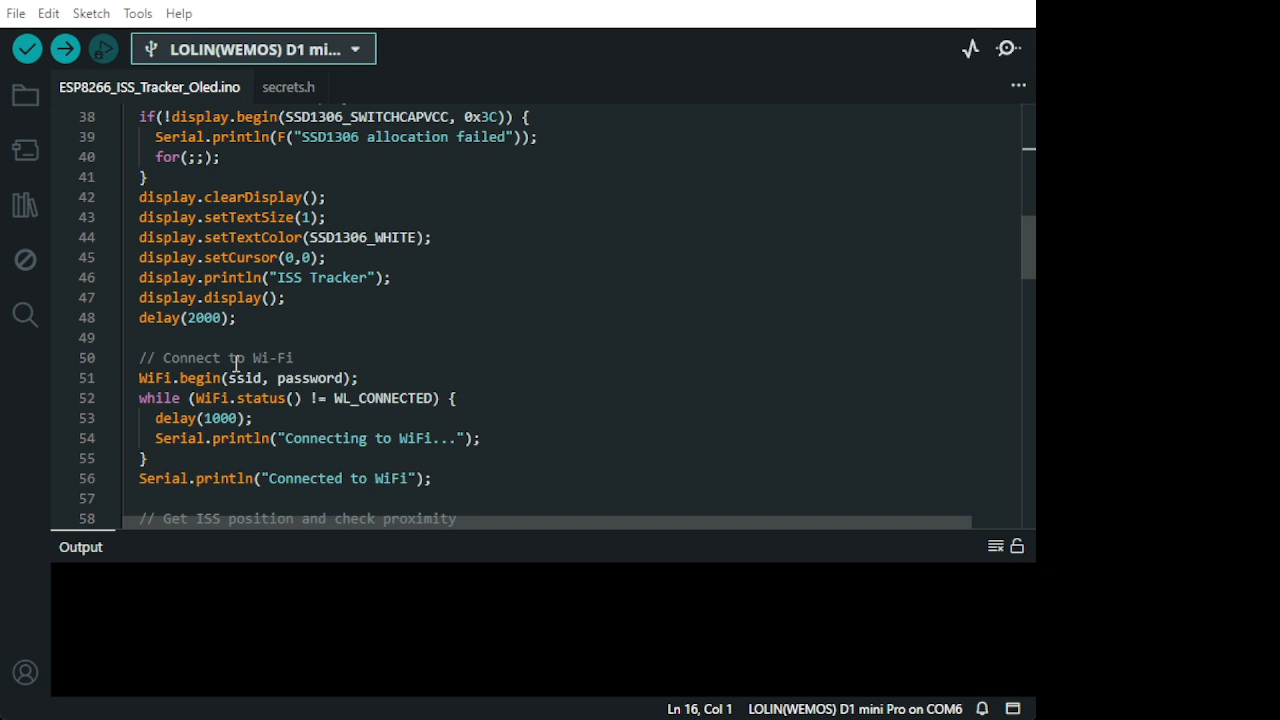 File Edit Sketch Tools Help
LOLIN(WEMOS) D1 mi...
ESP8266_ISS_Tracker_Oled.ino secrets.h
38 if(!display.begin(SSD1306_SWITCHCAPVCC, 0x3C)) {
39 Serial.println(F("SSD1306 allocation failed"));
40 for(;;);
41 }
42 display.clearDisplay();
43 display.setTextSize(1);
44 display.setTextColor(SSD1306_WHITE);
45 display.setCursor(0,0);
46 display.println("ISS Tracker");
47 display.display();
48 delay(2000);
49
50 // Connect to Wi-Fi
51 WiFi.begin(ssid, password);
52 while (WiFi.status() != WL_CONNECTED) {
53 delay(1000);
54 Serial.println("Connecting to WiFi...");
55 }
56 Serial.println("Connected to WiFi");
57
58 // Get ISS position and check proximity
Output
Ln 16, Col 1 LOLIN(WEMOS) D1 mini Pro on COM6